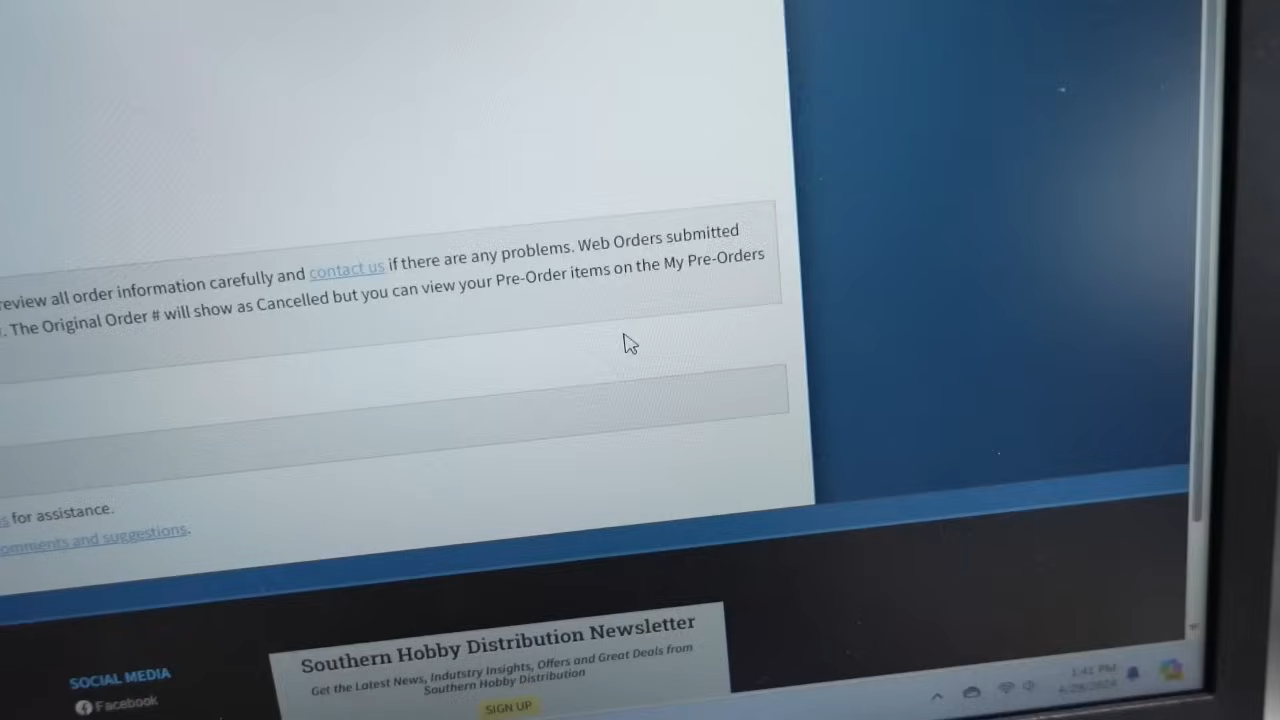 review all order information carefully and contact us if there are any problems. Web Orders submitted
. The Original Order # will show as Cancelled but you can view your Pre-Order items on the My Pre-Orders
for assistance.
comments and suggestions.
SOCIAL MEDIA
Facebook
Southern Hobby Distribution Newsletter
Get the Latest News, Indutstry Insights, Offers and Great Deals from
Southern Hobby Distribution
SIGN UP
1:41 PM